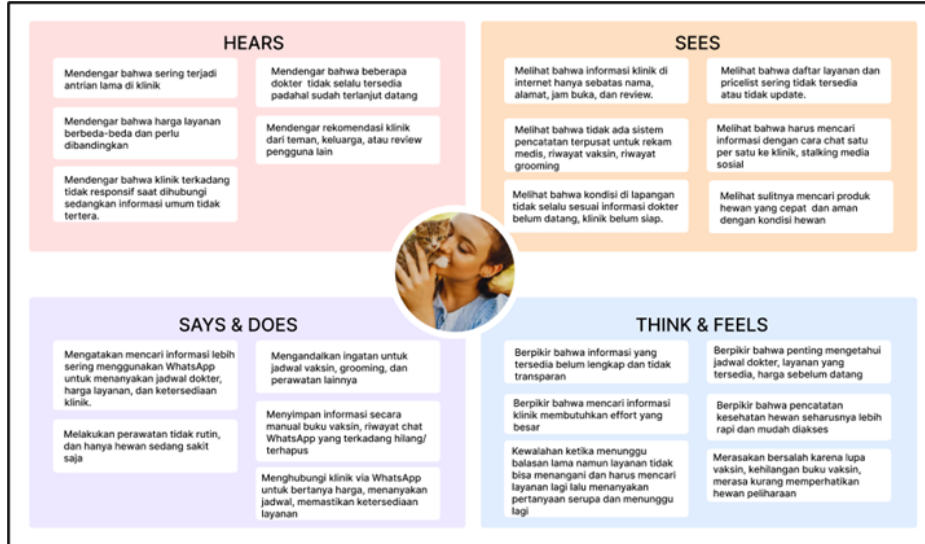 HEARS
Mendengar bahwa sering terjadi
antrian lama di klinik
Mendengar bahwa harga layanan
berbeda-beda dan perlu
dibandingkan
Mendengar bahwa klinik terkadang
tidak responsif saat dihubungi
sedangkan informasi umum tidak
tertera.
Mendengar bahwa beberapa
dokter tidak selalu tersedia
padahal sudah terlanjut datang
Mendengar rekomendasi klinik
dari teman, keluarga, atau review
pengguna lain
SEES
Melihat bahwa informasi klinik di
internet hanya sebatas nama,
alamat, jam buka, dan review.
Melihat bahwa tidak ada sistem
pencatatan terpusat untuk rekam
medis, riwayat vaksin, riwayat
grooming
Melihat bahwa kondisi di lapangan
tidak selalu sesuai informasi dokter
belum datang, klinik belum siap.
Melihat bahwa daftar layanan dan
pricelist sering tidak tersedia
atau tidak update.
Melihat bahwa harus mencari
informasi dengan cara chat satu
per satu ke klinik, stalking media
sosial
Melihat sulitnya mencari produk
hewan yang cepat dan aman
dengan kondisi hewan
SAYS & DOES
Mengatakan mencari informasi lebih
sering menggunakan WhatsApp
untuk menanyakan jadwal dokter,
harga layanan, dan ketersediaan
klinik.
Melakukan perawatan tidak rutin,
dan hanya hewan sedang sakit
saja
Mengandalkan ingatan untuk
jadwal vaksin, grooming, dan
perawatan lainnya
Menyimpan informasi secara
manual buku vaksin, riwayat chat
WhatsApp yang terkadang hilang/
terhapus
Menghubungi klinik via WhatsApp
untuk bertanya harga, menanyakan
jadwal, memastikan ketersediaan
layanan
THINK & FEELS
Berpikir bahwa informasi yang
tersedia belum lengkap dan tidak
transparan
Berpikir bahwa mencari informasi
klinik membutuhkan effort yang
besar
Kewalahan ketika menunggu
balasan lama namun layanan tidak
bisa menangani dan harus mencari
layanan lagi lalu menanyakan
pertanyaan serupa dan menunggu
lagi
Berpikir bahwa penting mengetahui
jadwal dokter, layanan yang
tersedia, harga sebelum datang
Berpikir bahwa pencatatan
kesehatan hewan seharusnya lebih
rapi dan mudah diakses
Merasakan bersalah karena lupa
vaksin, kehilangan buku vaksin,
merasa kurang memperhatikan
hewan peliharaan